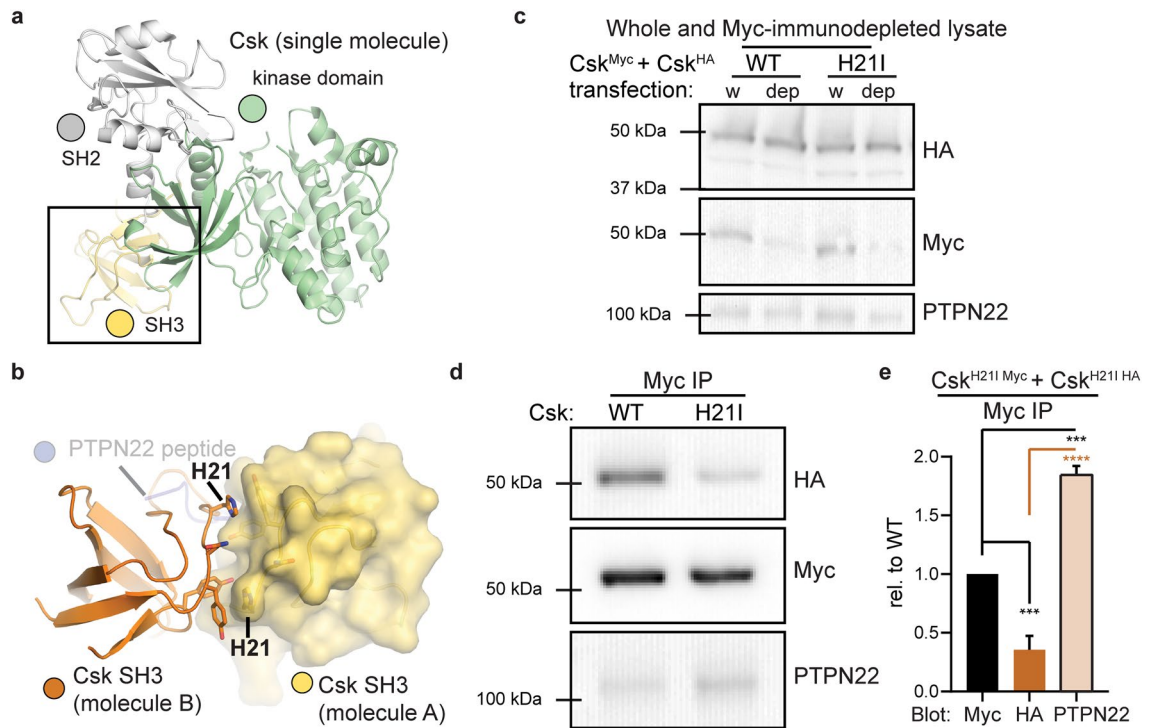 a
Csk (single molecule)
kinase domain
SH2
SH3
b
PTPN22 peptide
H21
H21
Csk SH3
(molecule B)
Csk SH3
(molecule A)
c
Whole and Myc-immunodepleted lysate
Csk^Myc + Csk^HA
transfection:
WT H21I
w dep w dep
50 kDa
HA
37 kDa
50 kDa
Myc
100 kDa
PTPN22
d
Myc IP
Csk: WT H21I
50 kDa
HA
50 kDa
Myc
100 kDa
PTPN22
e
Csk^H21I Myc + Csk^H21I HA
Myc IP
***
****
2.0
1.5
1.0
0.5
0.0
rel. to WT
***
Blot: Myc HA PTPN22